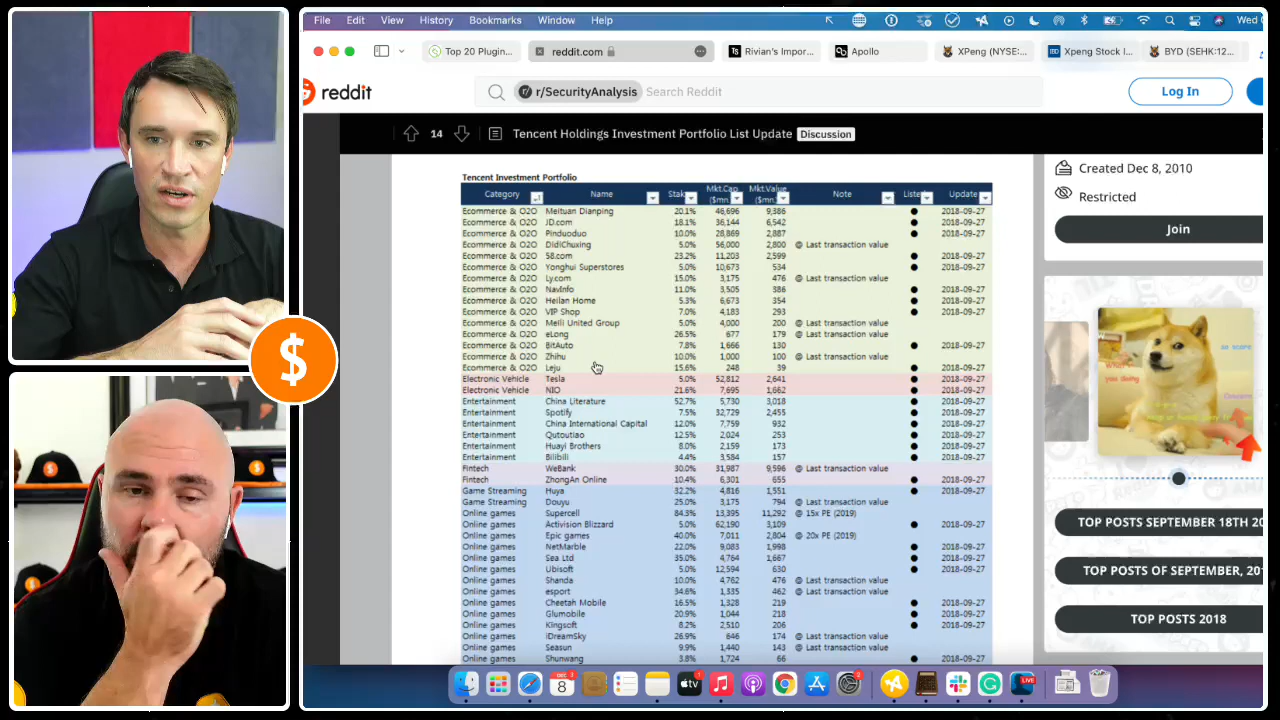 File Edit View History Bookmarks Window Help Wed
Top 20 Plugin... reddit.com Rivian's Impor... Apollo XPeng (NYSE:... Xpeng Stock I... BYD (SEHK:12...
reddit r/SecurityAnalysis Search Reddit Log In
14 Tencent Holdings Investment Portfolio List Update Discussion
Created Dec 8, 2010
Restricted
Join
Tencent Investment Portfolio
Category Name Stak Mkt.Cap ($mn. Mkt.Value ($mn. Note Liste Update
Ecommerce & O2O Meituan Dianping 20.1% 46,696 9,386 2018-09-27
Ecommerce & O2O JD.com 18.1% 36,144 6,542 2018-09-27
Ecommerce & O2O Pinduoduo 10.0% 28,869 2,887 2018-09-27
Ecommerce & O2O DidiChuxing 5.0% 56,000 2,800 @ Last transaction value
Ecommerce & O2O 58.com 23.2% 11,203 2,599 2018-09-27
Ecommerce & O2O Yonghui Superstores 5.0% 10,673 534 2018-09-27
Ecommerce & O2O Ly.com 15.0% 3,175 476 @ Last transaction value
Ecommerce & O2O NavInfo 11.0% 3,505 386 2018-09-27
Ecommerce & O2O Heilan Home 5.3% 6,673 354 2018-09-27
Ecommerce & O2O VIP Shop 7.0% 4,183 293 2018-09-27
Ecommerce & O2O Meili United Group 5.0% 4,000 200 @ Last transaction value
Ecommerce & O2O eLong 26.5% 677 179 @ Last transaction value
Ecommerce & O2O BitAuto 7.8% 1,666 130 2018-09-27
Ecommerce & O2O Zhihu 10.0% 1,000 100 @ Last transaction value
Ecommerce & O2O Leju 15.6% 248 39 2018-09-27
Electronic Vehicle Tesla 5.0% 52,812 2,641 2018-09-27
Electronic Vehicle NIO 21.6% 7,695 1,662 2018-09-27
Entertainment China Literature 52.7% 5,730 3,018 2018-09-27
Entertainment Spotify 7.5% 32,729 2,455 2018-09-27
Entertainment China International Capital 12.0% 7,759 932 2018-09-27
Entertainment Qutoutiao 12.5% 2,024 253 2018-09-27
Entertainment Huayi Brothers 8.0% 2,159 173 2018-09-27
Entertainment Bilibili 4.4% 3,584 157 2018-09-27
Fintech WeBank 30.0% 31,987 9,596 @ Last transaction value
Fintech ZhongAn Online 10.4% 6,301 655 2018-09-27
Game Streaming Huya 32.2% 4,816 1,551 2018-09-27
Game Streaming Douyu 25.0% 3,175 794 @ Last transaction value
Online games Supercell 84.3% 13,395 11,292 @ 15x PE (2019)
Online games Activision Blizzard 5.0% 62,190 3,109 2018-09-27
Online games Epic games 40.0% 7,011 2,804 @ 20x PE (2019)
Online games NetMarble 22.0% 9,083 1,998 2018-09-27
Online games Sea Ltd 35.0% 4,764 1,667 2018-09-27
Online games Ubisoft 5.0% 12,594 630 2018-09-27
Online games Shanda 10.0% 4,762 476 @ Last transaction value
Online games esport 34.6% 1,335 462 @ Last transaction value
Online games Cheetah Mobile 16.5% 1,328 219 2018-09-27
Online games Glumobile 20.9% 1,044 218 2018-09-27
Online games Kingsoft 8.2% 2,510 206 2018-09-27
Online games iDreamSky 26.9% 646 174 @ Last transaction value
Online games Seasun 9.9% 1,440 143 @ Last transaction value
Online games Shunwang 3.8% 1,724 66 2018-09-27
TOP POSTS SEPTEMBER 18TH 20
TOP POSTS OF SEPTEMBER, 20
TOP POSTS 2018
$
8
tv
LIVE